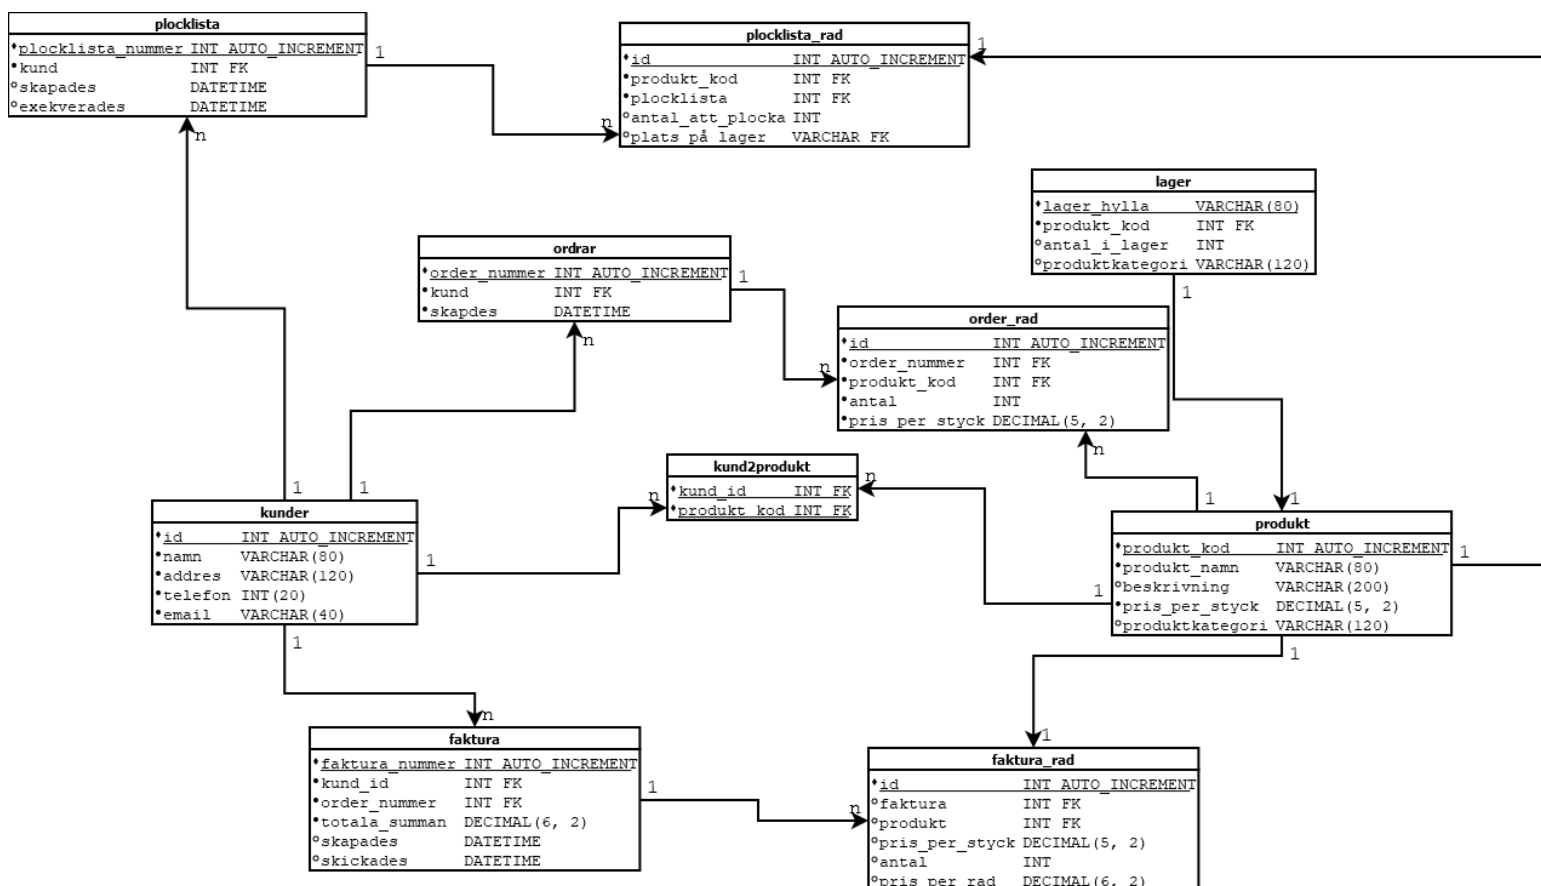 plocklista
plocklista_nummer INT AUTO_INCREMENT
kund INT FK
skapades DATETIME
exekverades DATETIME
1
n
plocklista_rad
id INT AUTO_INCREMENT
produkt_kod INT FK
plocklista INT FK
antal_att_plocka INT
plats på lager VARCHAR FK
1
n
lager
lager_hylla VARCHAR(80)
produkt_kod INT FK
antal_i_lager INT
produktkategori VARCHAR(120)
1
ordrar
order_nummer INT AUTO_INCREMENT
kund INT FK
skapdes DATETIME
1
n
order_rad
id INT AUTO_INCREMENT
order_nummer INT FK
produkt_kod INT FK
antal INT
pris per styck DECIMAL(5, 2)
n
n
kund2produkt
kund_id INT FK
produkt_kod INT FK
n
n
1
1
kunder
id INT AUTO_INCREMENT
namn VARCHAR(80)
addres VARCHAR(120)
telefon INT(20)
email VARCHAR(40)
1
1
1
1
produkt
produkt_kod INT AUTO_INCREMENT
produkt_namn VARCHAR(80)
beskrivning VARCHAR(200)
pris_per_styck DECIMAL(5, 2)
produktkategori VARCHAR(120)
1
1
1
n
faktura
faktura_nummer INT AUTO_INCREMENT
kund_id INT FK
order_nummer INT FK
totala_summan DECIMAL(6, 2)
skapades DATETIME
skickades DATETIME
1
1
n
faktura_rad
id INT AUTO_INCREMENT
faktura INT FK
produkt INT FK
pris_per_styck DECIMAL(5, 2)
antal INT
pris per rad DECIMAL(6, 2)